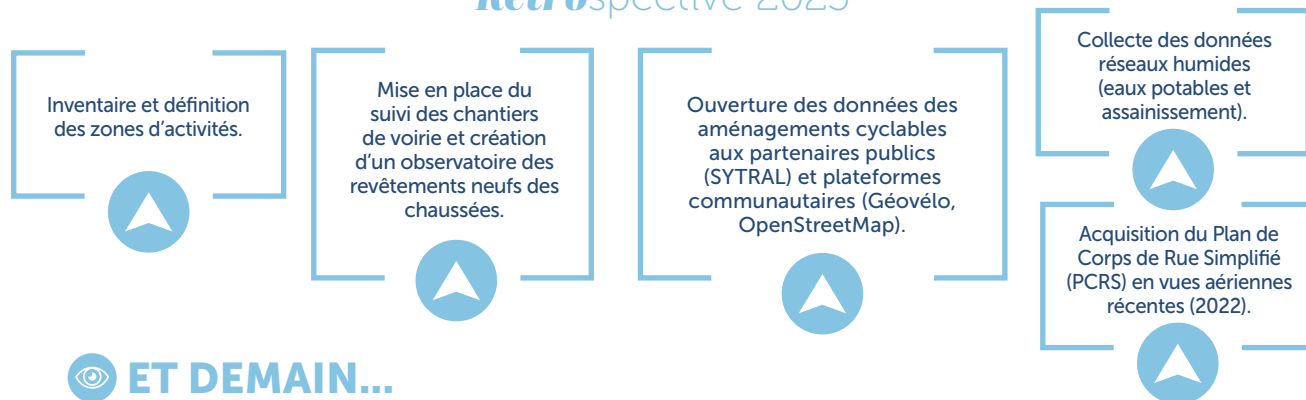 Rétrospective 2023
Inventaire et définition
des zones d'activités.
Mise en place du
suivi des chantiers
de voirie et création
d'un observatoire des
revêtements neufs des
chaussées.
Ouverture des données des
aménagements cyclables
aux partenaires publics
(SYTRAL) et plateformes
communautaires (Géovélo,
OpenStreetMap).
Collecte des données
réseaux humides
(eaux potables et
assainissement).
Acquisition du Plan de
Corps de Rue Simplifié
(PCRS) en vues aériennes
récentes (2022).
ET DEMAIN...